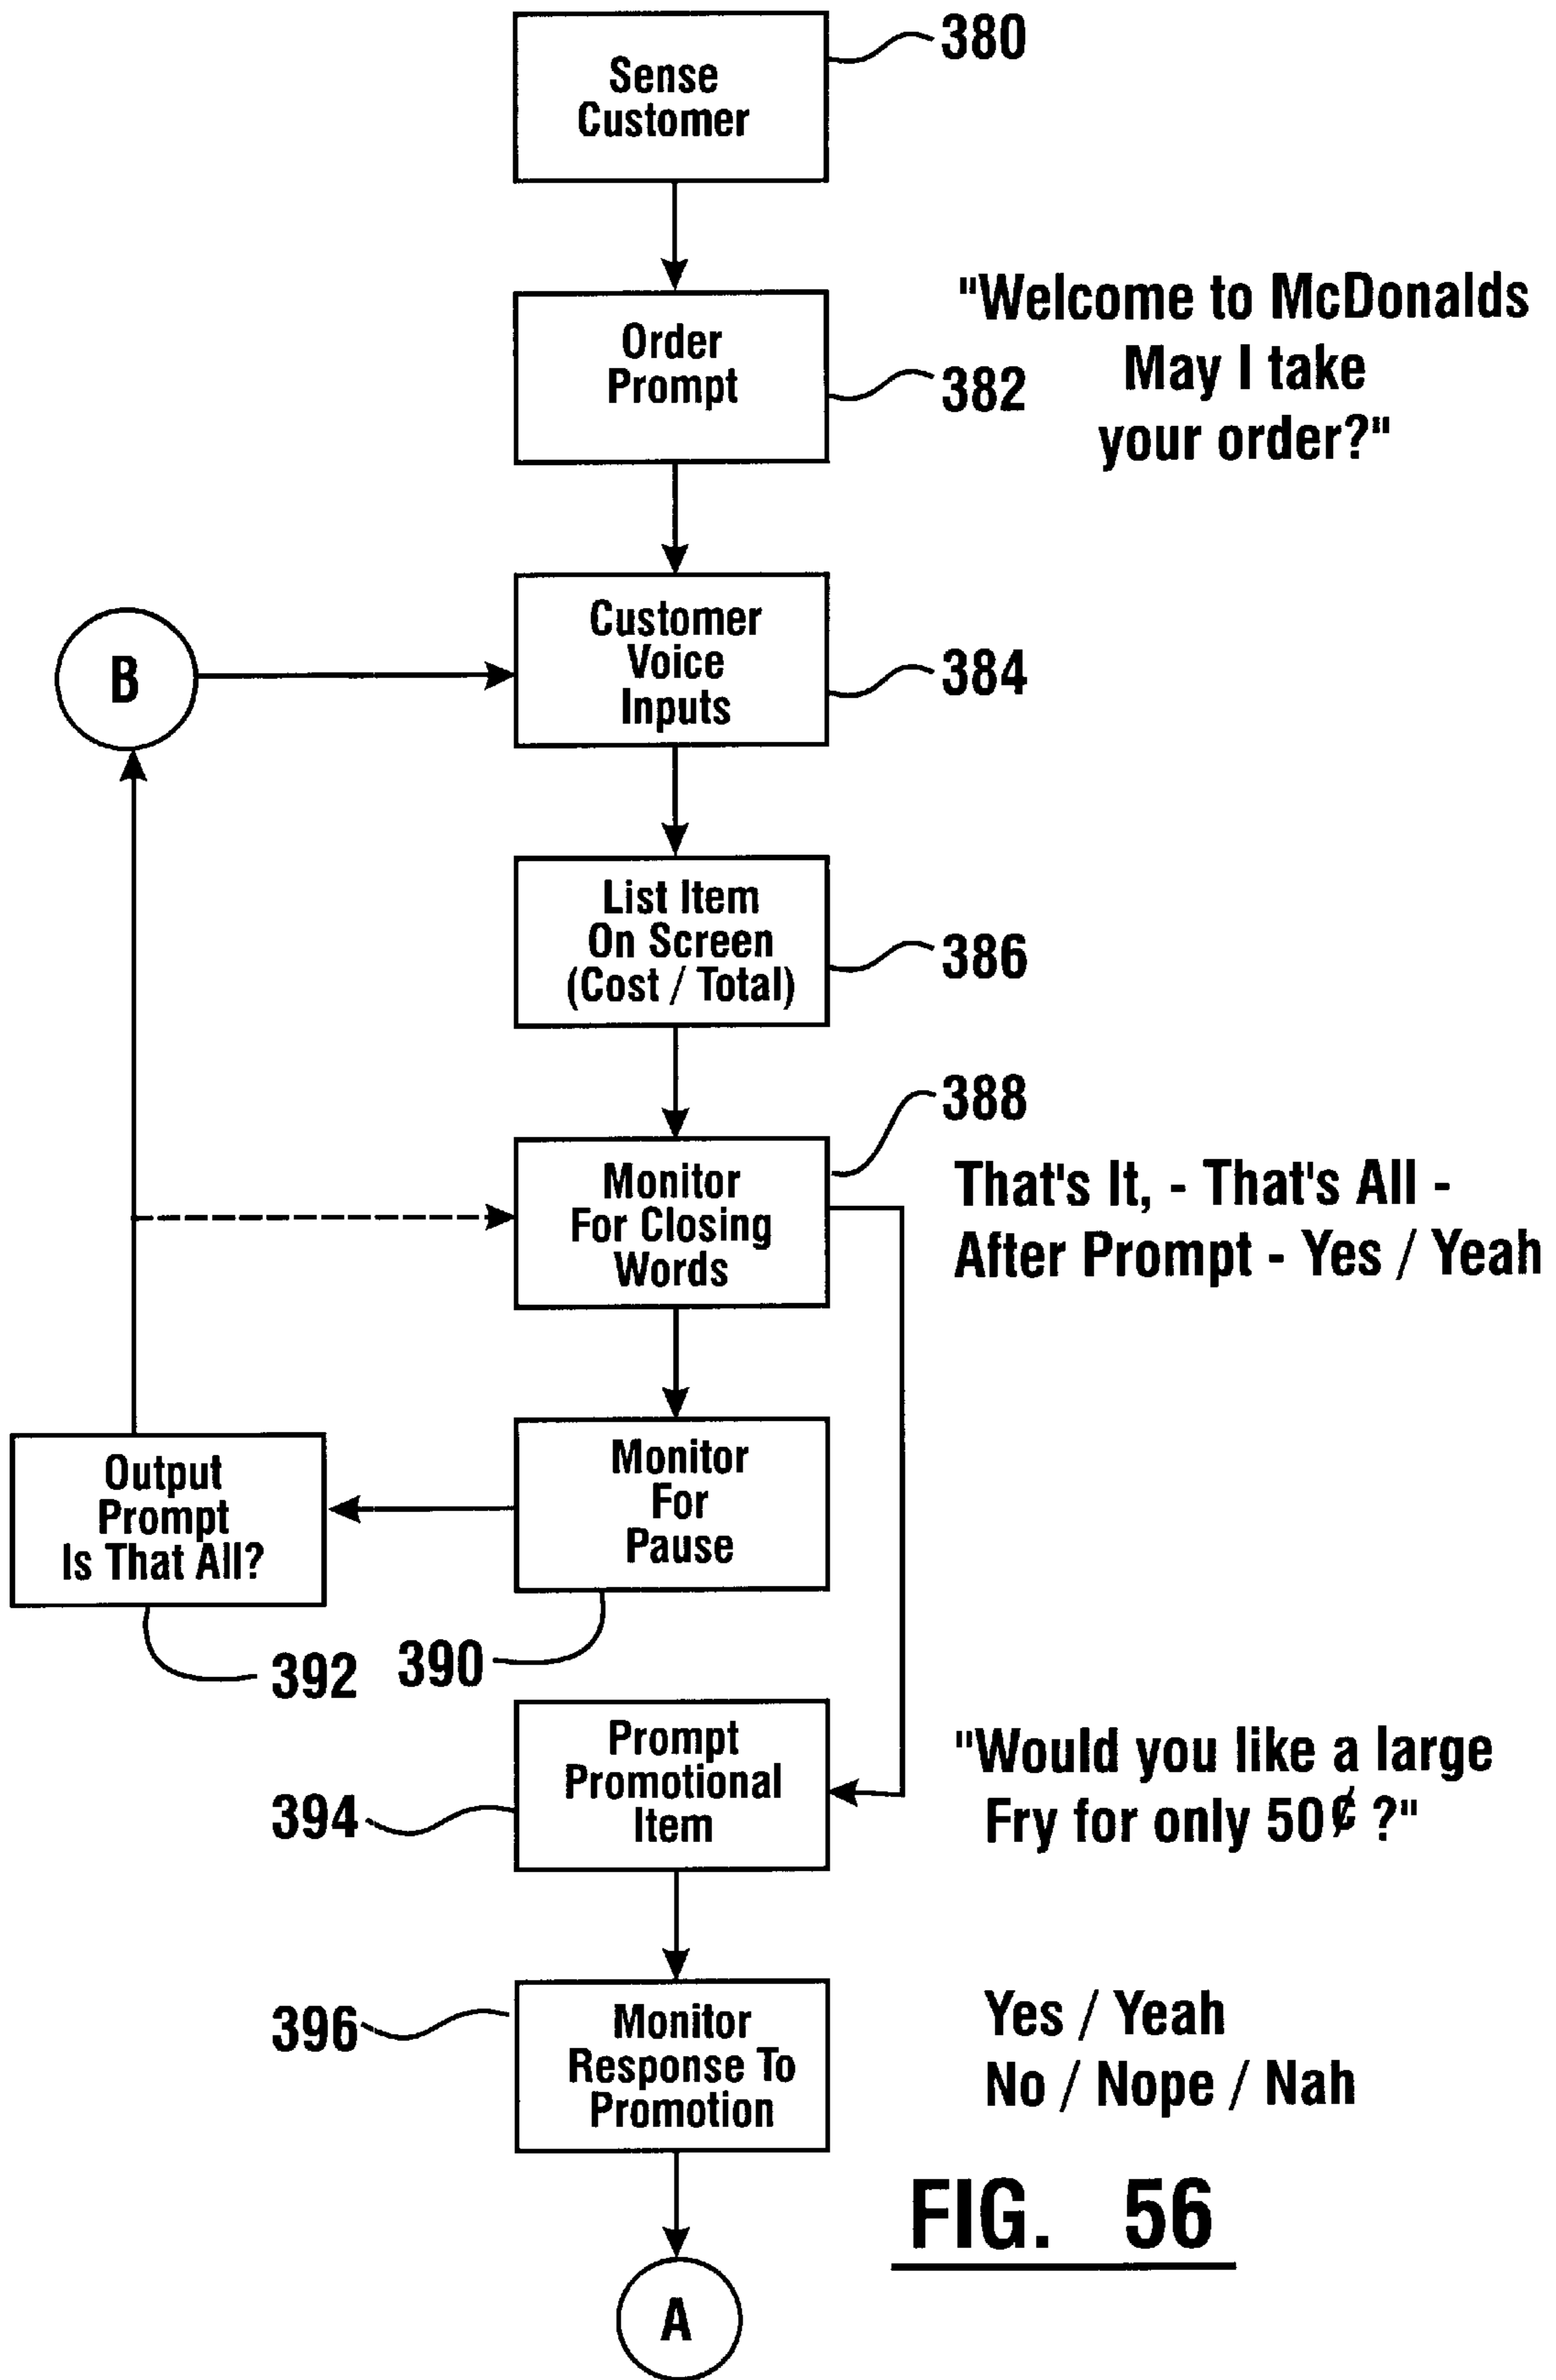 Sense
Customer
380
Order
Prompt
382
"Welcome to McDonalds
May I take
your order?"
B
Customer
Voice
Inputs
384
List Item
On Screen
(Cost / Total)
386
388
Monitor
For Closing
Words
That's It, - That's All -
After Prompt - Yes / Yeah
Output
Prompt
Is That All?
Monitor
For
Pause
392
390
Prompt
Promotional
Item
394
"Would you like a large
Fry for only 50¢ ?"
396
Monitor
Response To
Promotion
Yes / Yeah
No / Nope / Nah
FIG. 56
A